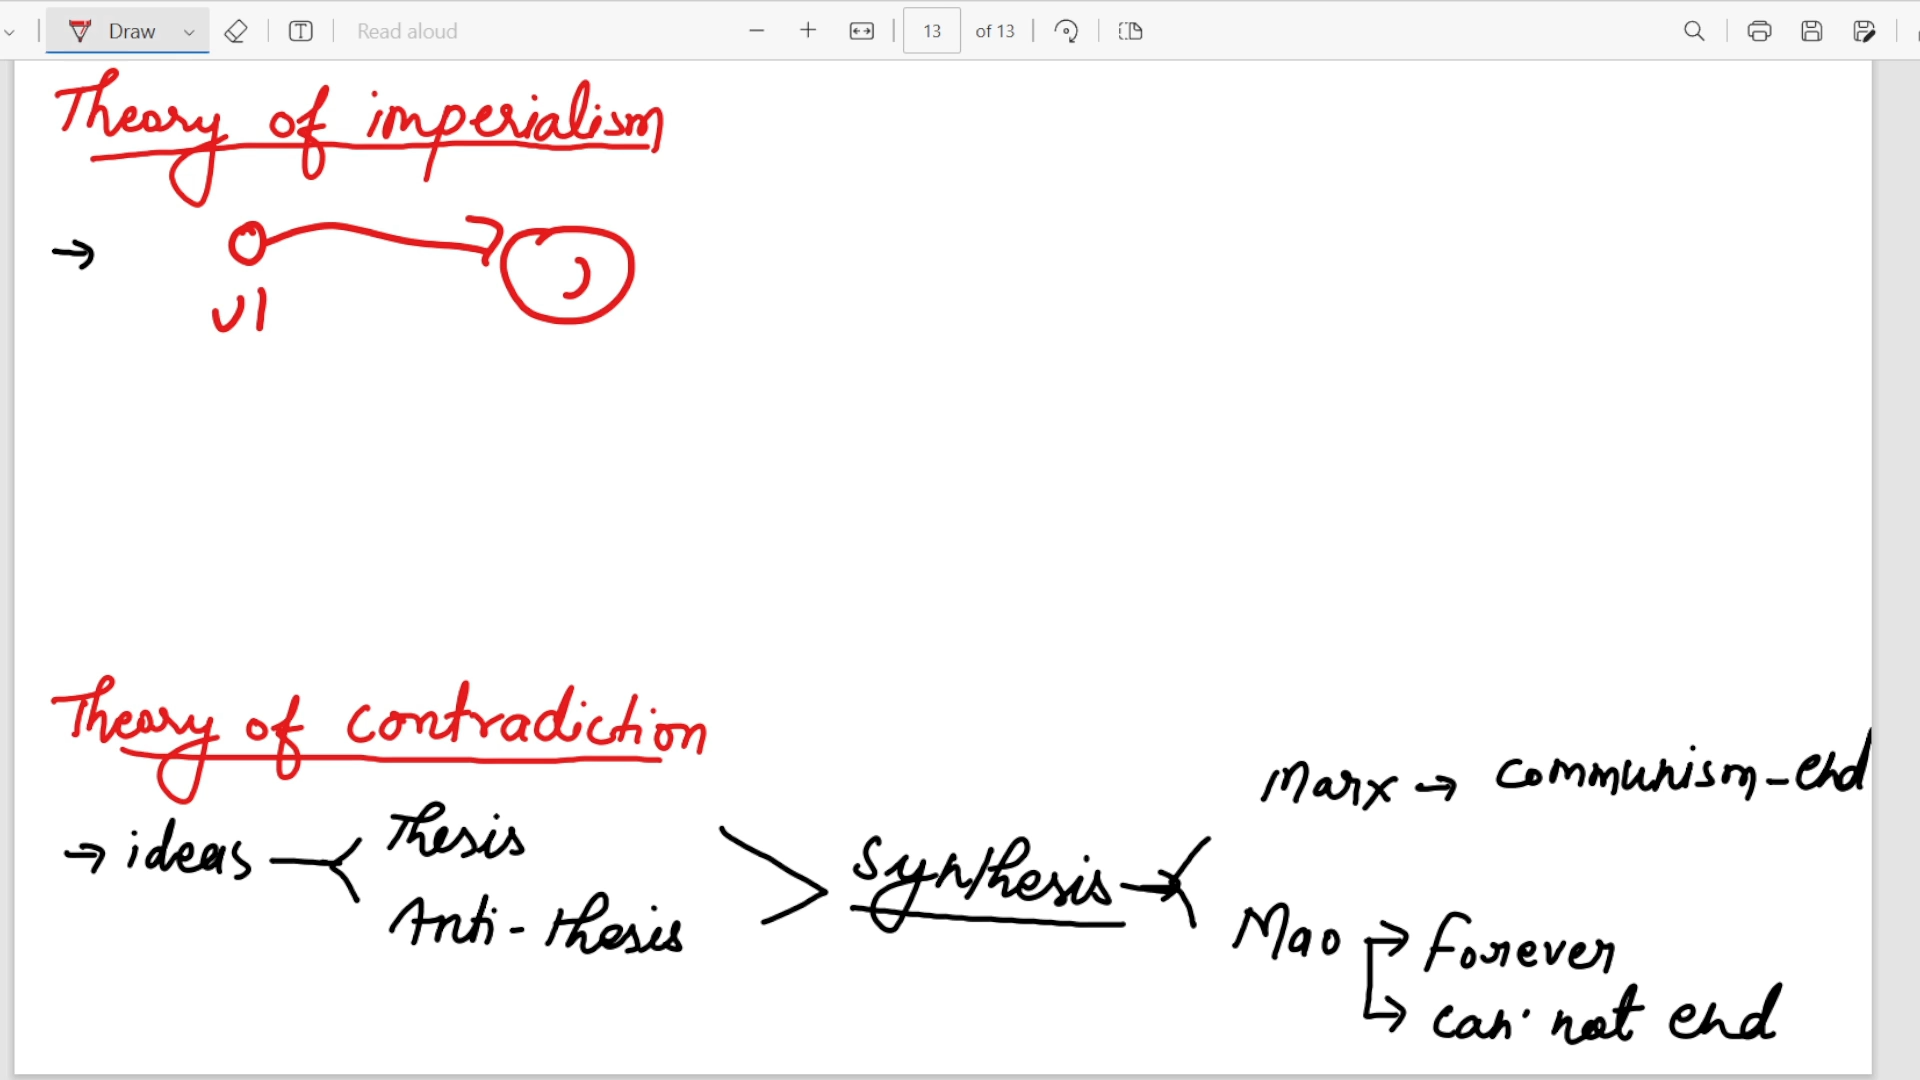 Draw
Read aloud
13 of 13
Theory of imperialism
→
Theory of contradiction
Marx → communism - end
→ ideas
Thesis
Synthesis →
Anti - thesis
Mao → Forever
→ can not end